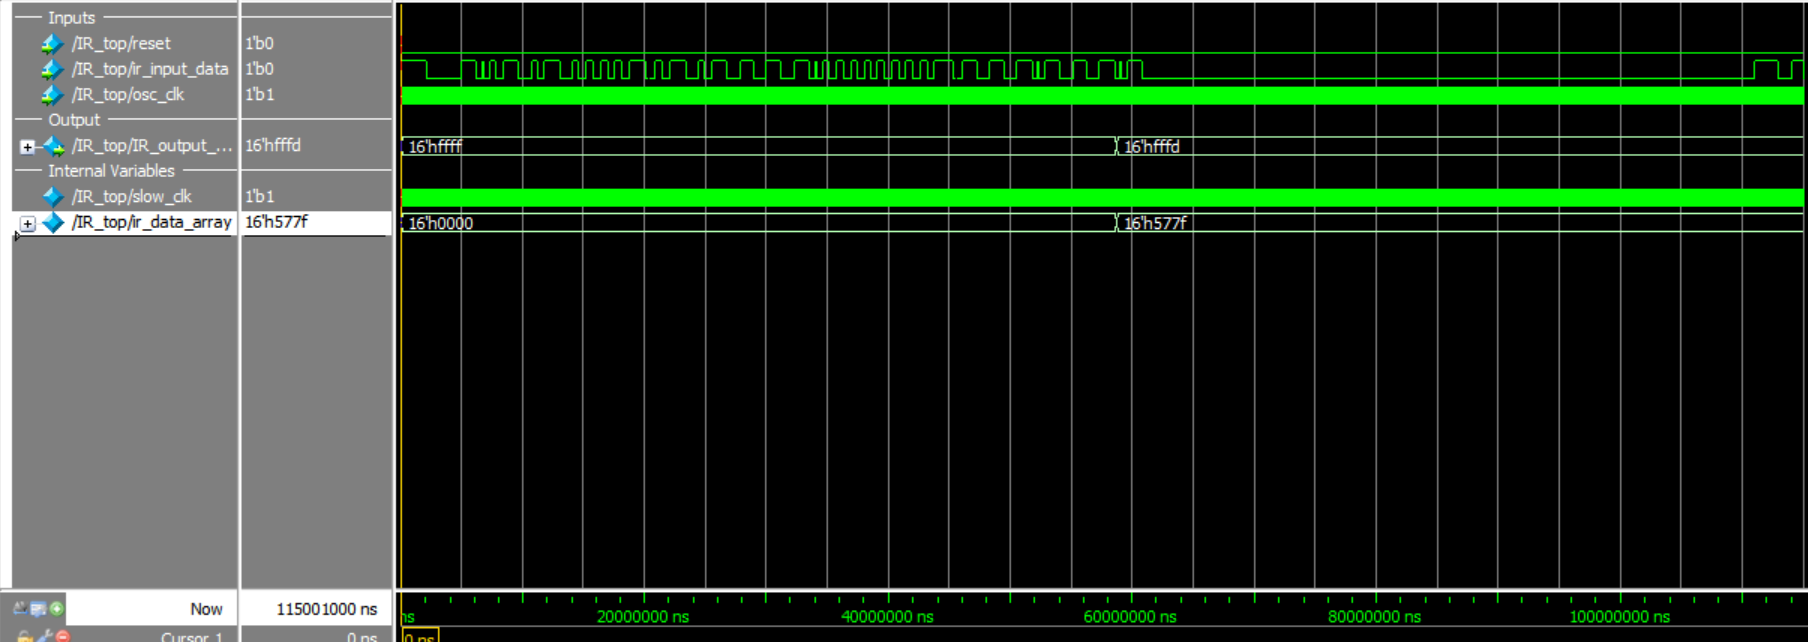 Inputs
/IR_top/reset 1'b0
/IR_top/ir_input_data 1'b0
/IR_top/osc_clk 1'b1
Output
/IR_top/IR_output_... 16'hfffd 16'hffff 16'hfffd
Internal Variables
/IR_top/slow_clk 1'b1
/IR_top/ir_data_array 16'h577f 16'h0000 16'h577f
Now 115001000 ns ns 20000000 ns 40000000 ns 60000000 ns 80000000 ns 100000000 ns
Cursor 1 0 ns 0 ns